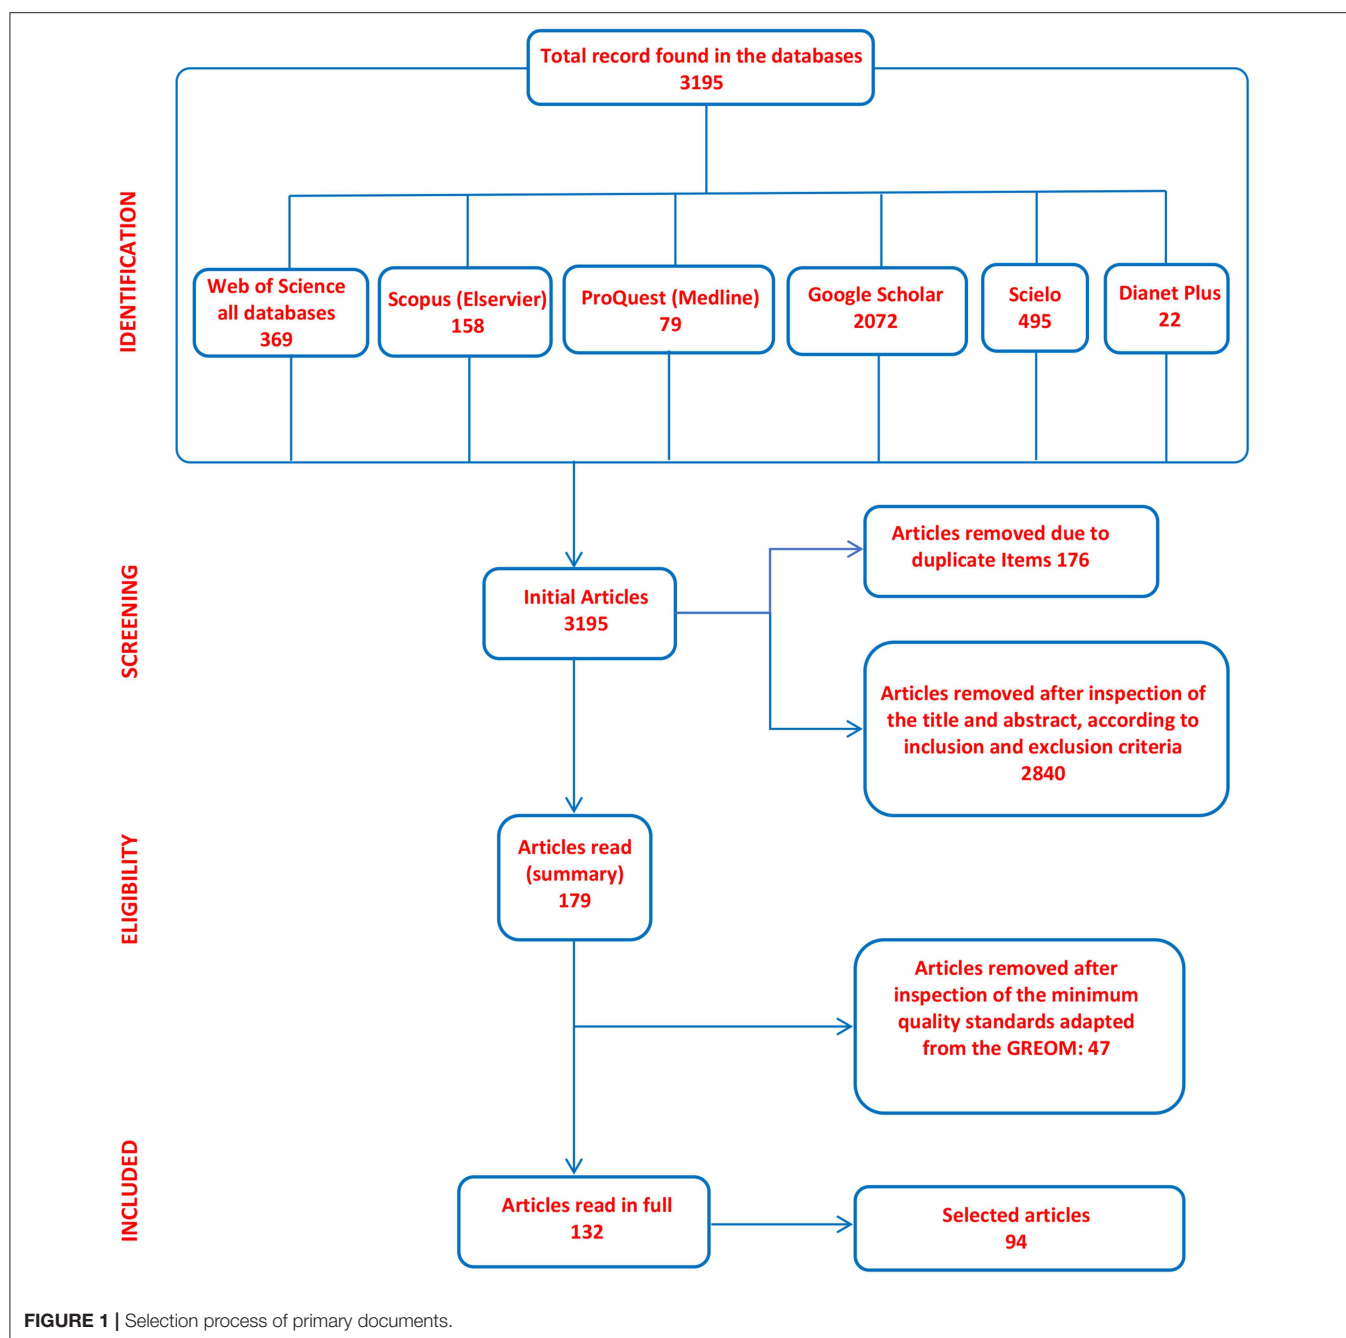 Total record found in the databases
3195
IDENTIFICATION
Web of Science
all databases
369
Scopus (Elservier)
158
ProQuest (Medline)
79
Google Scholar
2072
Scielo
495
Dianet Plus
22
SCREENING
Initial Articles
3195
Articles removed due to
duplicate Items 176
Articles removed after inspection of
the title and abstract, according to
inclusion and exclusion criteria
2840
ELIGIBILITY
Articles read
(summary)
179
Articles removed after
inspection of the minimum
quality standards adapted
from the GREOM: 47
INCLUDED
Articles read in full
132
Selected articles
94
FIGURE 1 | Selection process of primary documents.